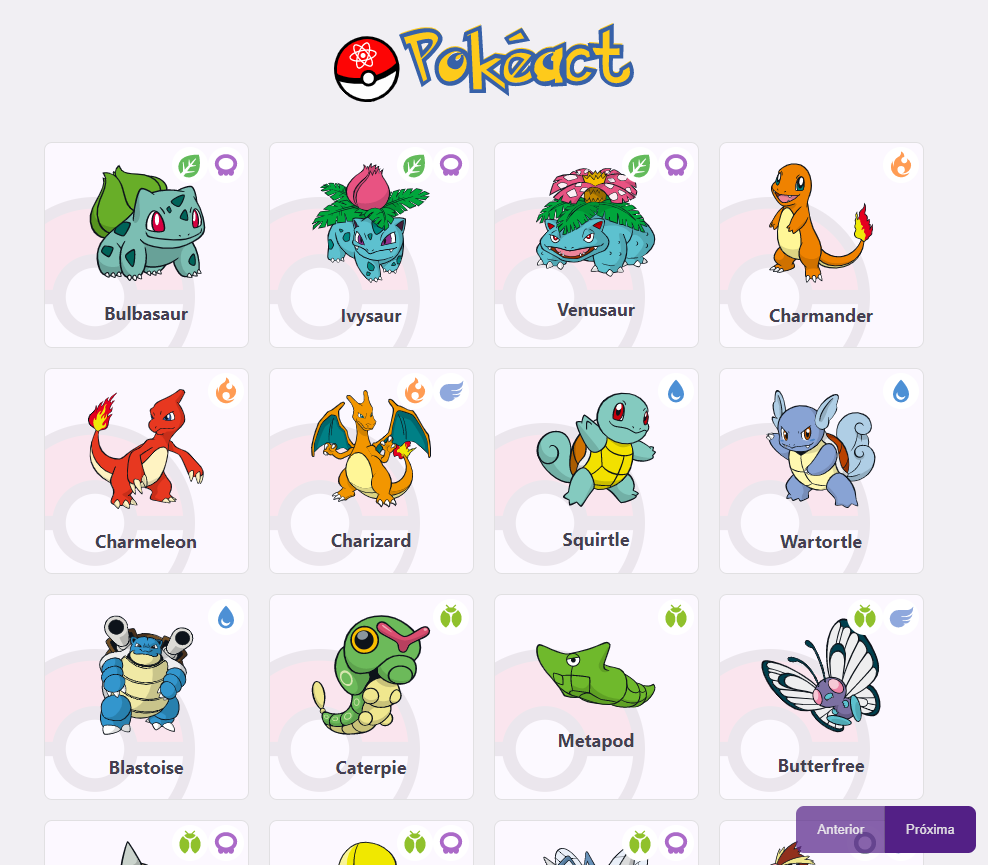 Pokéact
Bulbasaur
Ivysaur
Venusaur
Charmander
Charmeleon
Charizard
Squirtle
Wartortle
Blastoise
Caterpie
Metapod
Butterfree
Anterior
Próxima